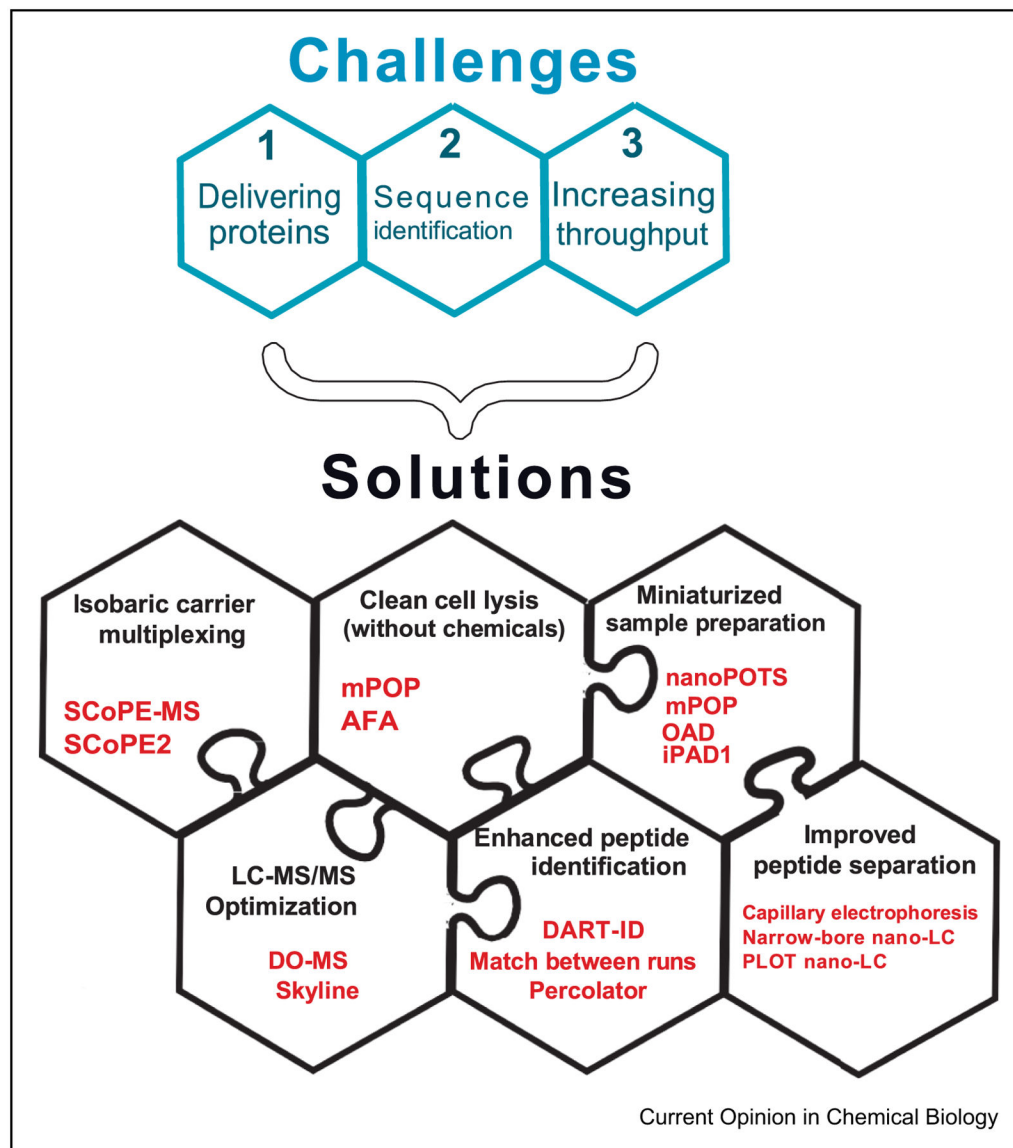 Challenges
1
Delivering
proteins
2
Sequence
identification
3
Increasing
throughput
Solutions
Isobaric carrier
multiplexing
SCoPE-MS
SCoPE2
Clean cell lysis
(without chemicals)
mPOP
AFA
Miniaturized
sample preparation
nanoPOTS
mPOP
OAD
iPAD1
LC-MS/MS
Optimization
DO-MS
Skyline
Enhanced peptide
identification
DART-ID
Match between runs
Percolator
Improved
peptide separation
Capillary electrophoresis
Narrow-bore nano-LC
PLOT nano-LC
Current Opinion in Chemical Biology